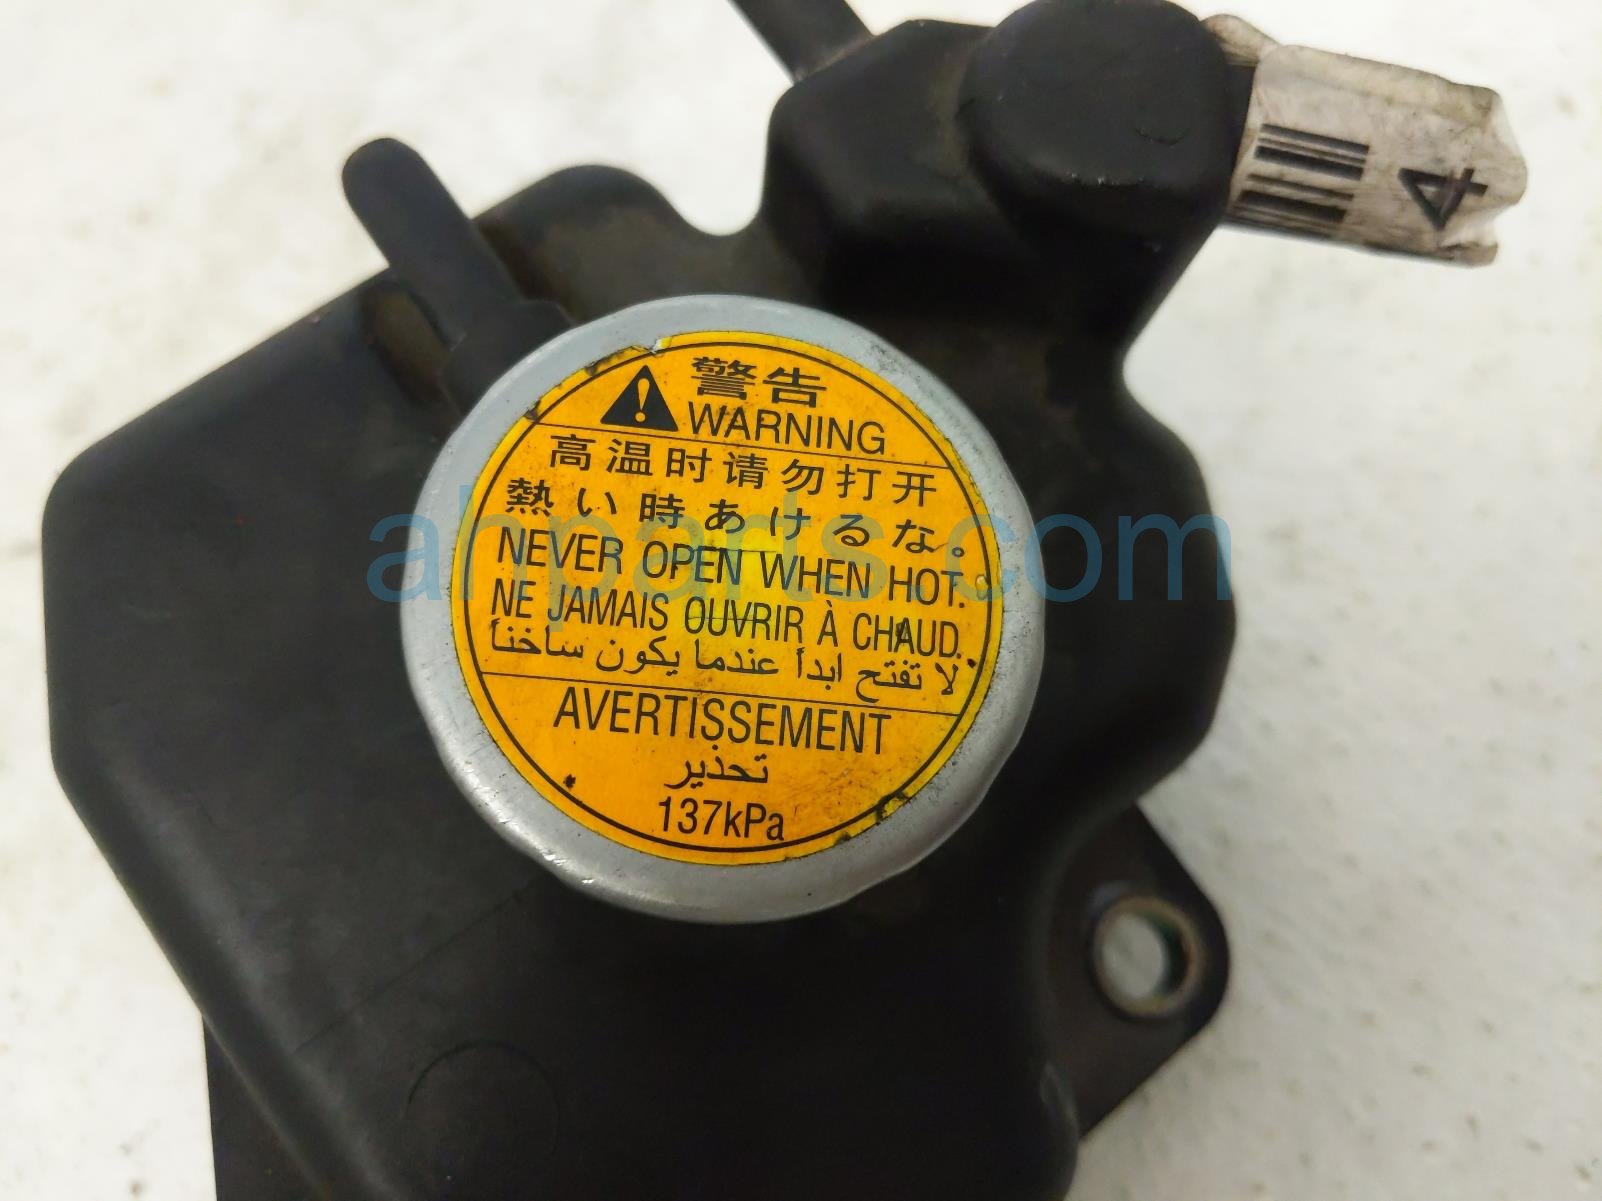 警告
WARNING
高温时请勿打开
熱い時あけるな。
NEVER OPEN WHEN HOT.
NE JAMAIS OUVRIR À CHAUD.
لا تفتح ابدأ عندما يكون ساخنأ
AVERTISSEMENT
تحذير
137kPa
4
ahparts.com